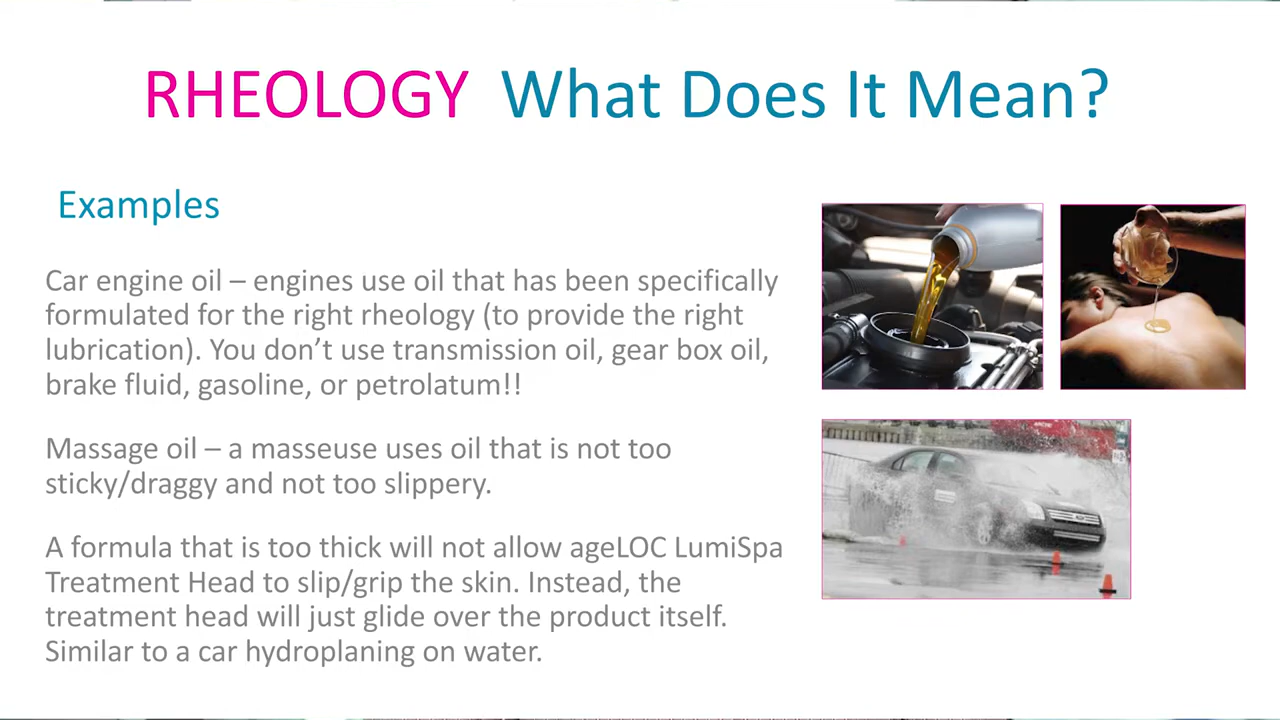 RHEOLOGY What Does It Mean?
Examples
Car engine oil – engines use oil that has been specifically
formulated for the right rheology (to provide the right
lubrication). You don’t use transmission oil, gear box oil,
brake fluid, gasoline, or petrolatum!!
Massage oil – a masseuse uses oil that is not too
sticky/draggy and not too slippery.
A formula that is too thick will not allow ageLOC LumiSpa
Treatment Head to slip/grip the skin. Instead, the
treatment head will just glide over the product itself.
Similar to a car hydroplaning on water.